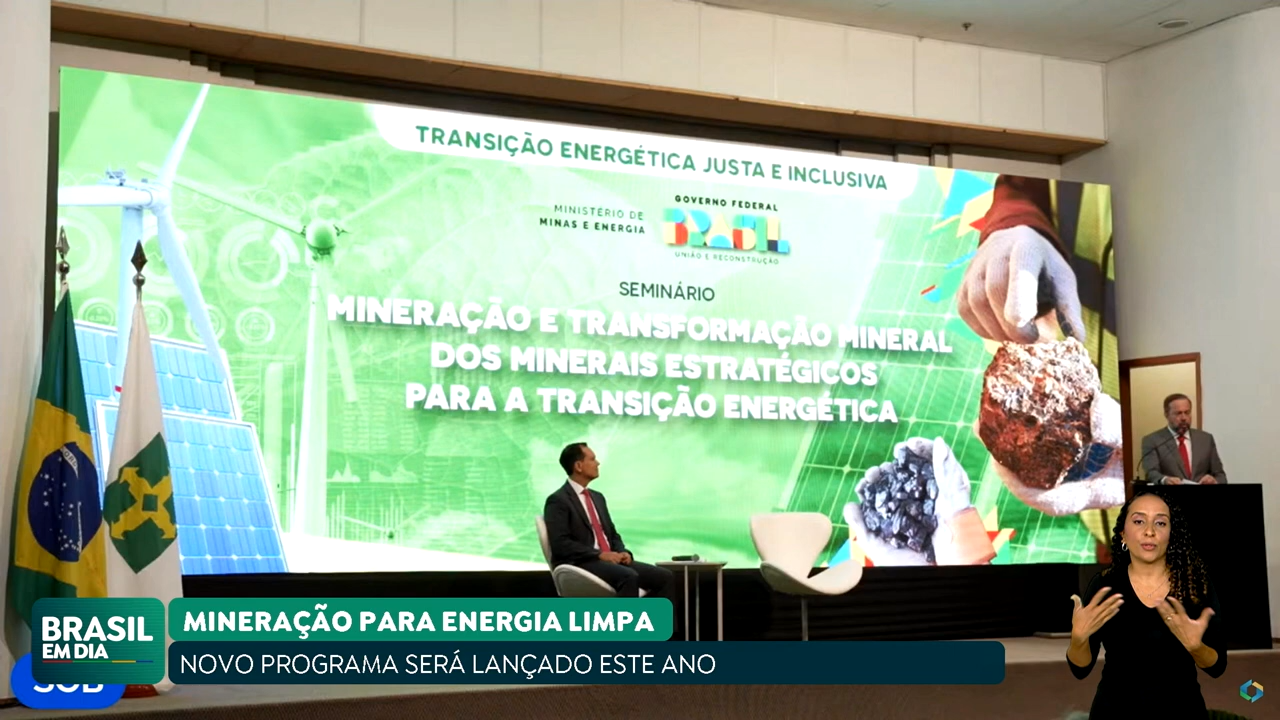 TRANSIÇÃO ENERGÉTICA JUSTA E INCLUSIVA
MINISTÉRIO DE
MINAS E ENERGIA
GOVERNO FEDERAL
BRASIL
UNIÃO E RECONSTRUÇÃO
SEMINÁRIO
MINERAÇÃO E TRANSFORMAÇÃO MINERAL
DOS MINERAIS ESTRATÉGICOS
PARA A TRANSIÇÃO ENERGÉTICA
BRASIL
EM DIA
MINERAÇÃO PARA ENERGIA LIMPA
NOVO PROGRAMA SERÁ LANÇADO ESTE ANO